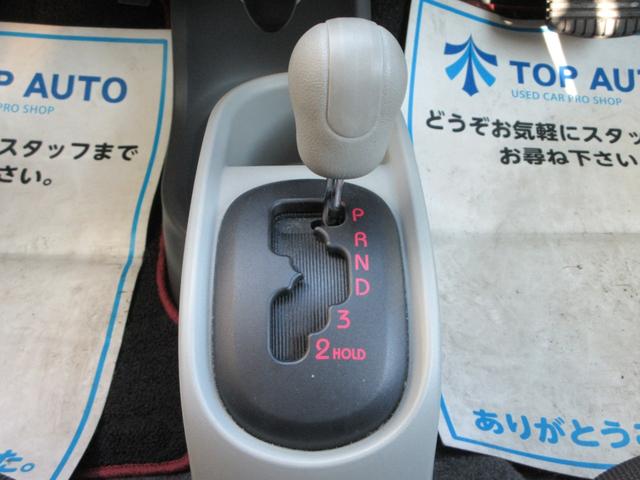 P AUTO
PRO SHOP
スタッフまで
さい。
た。
TOP AUTO
USED CAR PRO SHOP
どうぞお気軽にスタッ
お尋ね下さい
ありがとう
P
R
N
D
3
2 HOLD